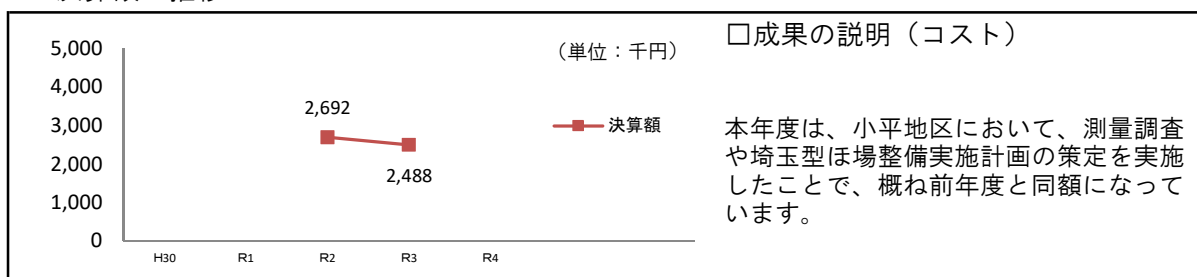 5,000
4,000
3,000
2,000
1,000
0
（単位：千円）
2,692
2,488
決算額
H30 R1 R2 R3 R4
□成果の説明（コスト）
本年度は、小平地区において、測量調査
や埼玉型ほ場整備実施計画の策定を実施
したことで、概ね前年度と同額になって
います。